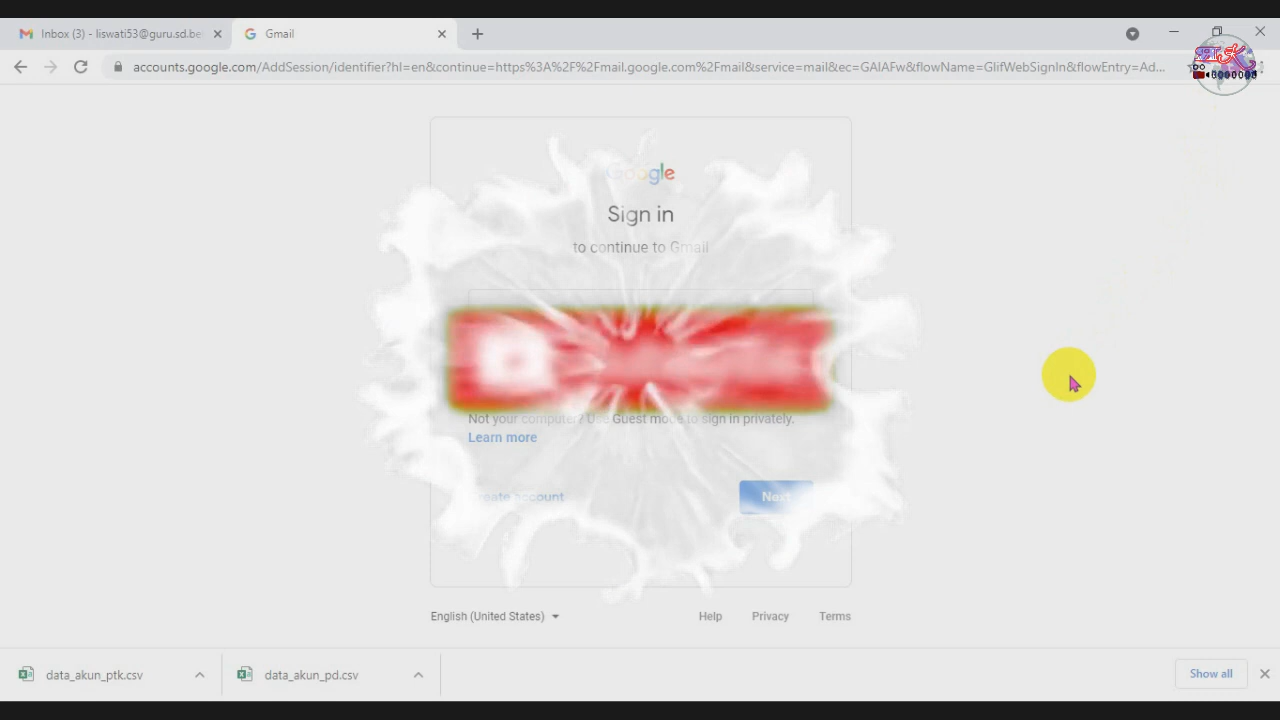 Inbox (3) - liswati53@guru.sd.be
Gmail
accounts.google.com/AddSession/identifier?hl=en&continue=https%3A%2F%2Fmail.google.com%2Fmail&service=mail&ec=GAlAFw&flowName=GlifWebSignIn&flowEntry=Ad...
Google
Sign in
to continue to Gmail
Not your computer? Use Guest mode to sign in privately.
Learn more
Create account
Next
English (United States)
Help
Privacy
Terms
data_akun_ptk.csv
data_akun_pd.csv
Show all